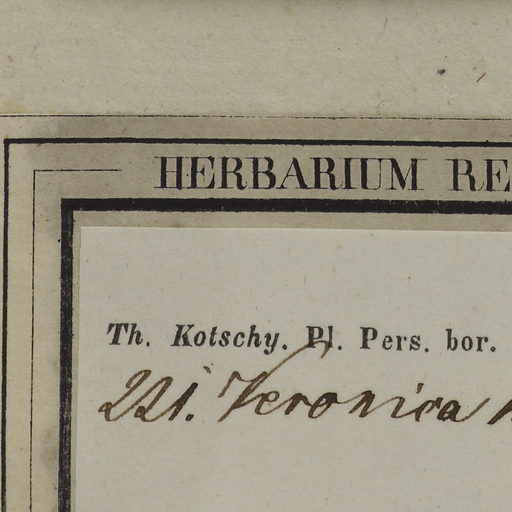 HERBARIUM RE
Th. Kotschy. Pl. Pers. bor.
221. Veronica